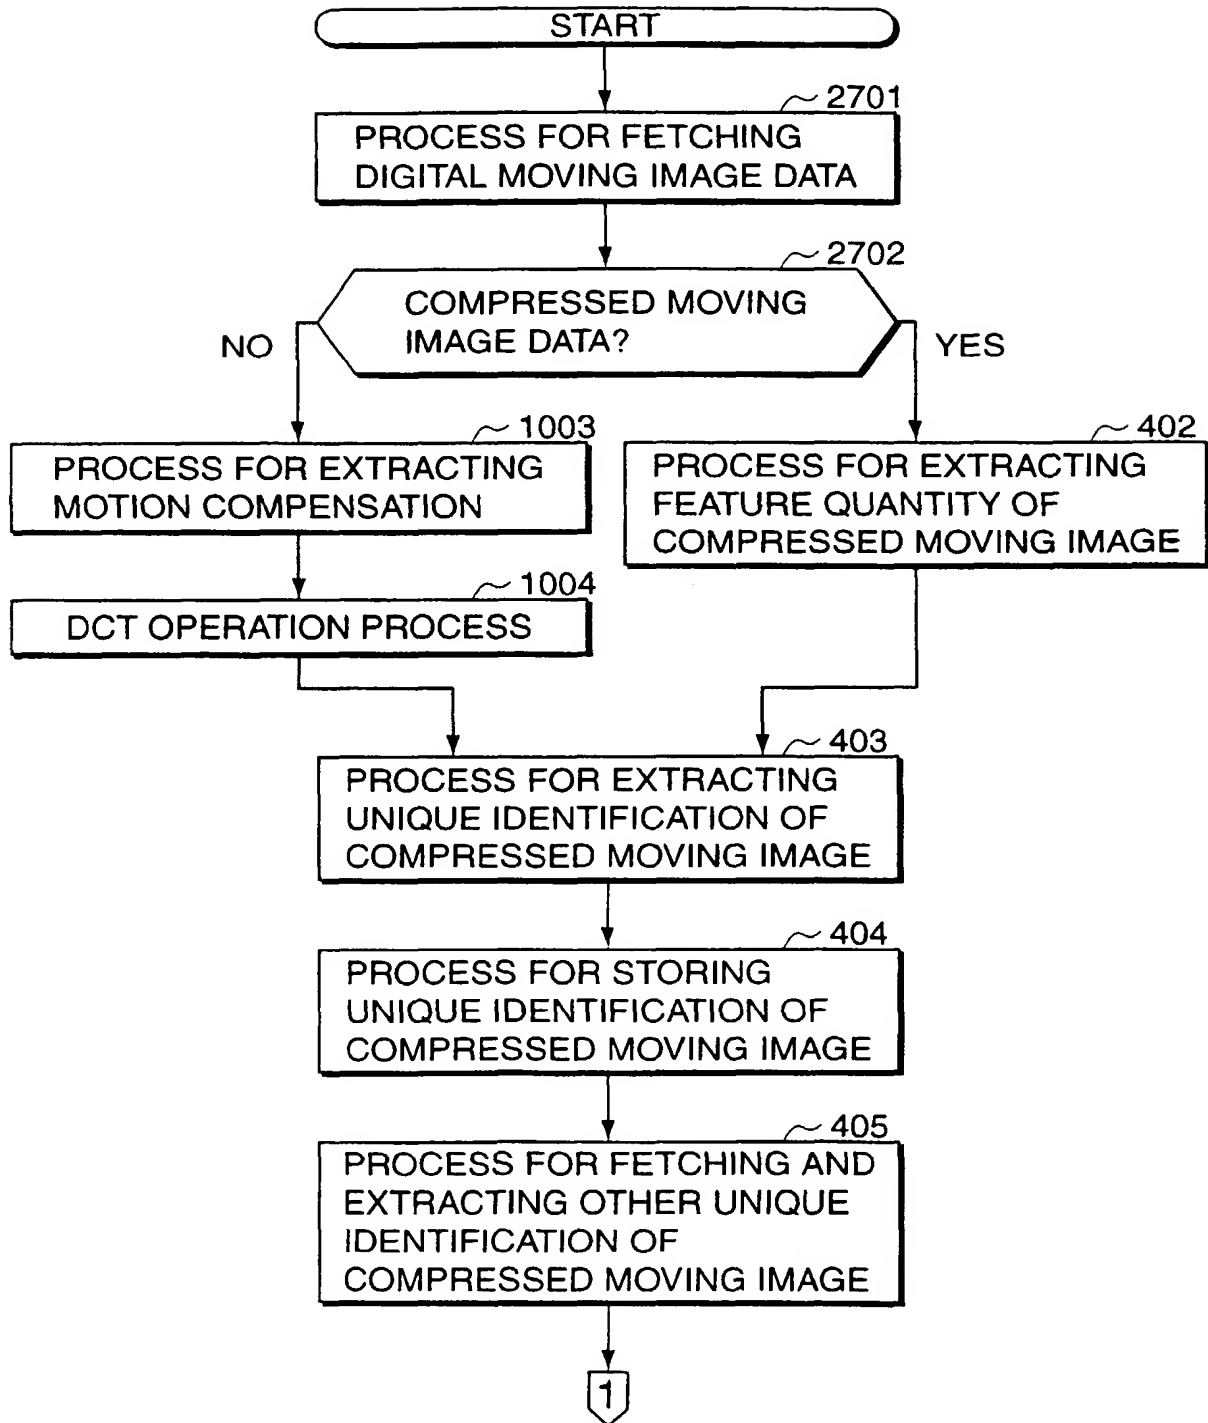 START
2701
PROCESS FOR FETCHING
DIGITAL MOVING IMAGE DATA
2702
COMPRESSED MOVING
IMAGE DATA?
NO
YES
1003
PROCESS FOR EXTRACTING
MOTION COMPENSATION
402
PROCESS FOR EXTRACTING
FEATURE QUANTITY OF
COMPRESSED MOVING IMAGE
1004
DCT OPERATION PROCESS
403
PROCESS FOR EXTRACTING
UNIQUE IDENTIFICATION OF
COMPRESSED MOVING IMAGE
404
PROCESS FOR STORING
UNIQUE IDENTIFICATION OF
COMPRESSED MOVING IMAGE
405
PROCESS FOR FETCHING AND
EXTRACTING OTHER UNIQUE
IDENTIFICATION OF
COMPRESSED MOVING IMAGE
1